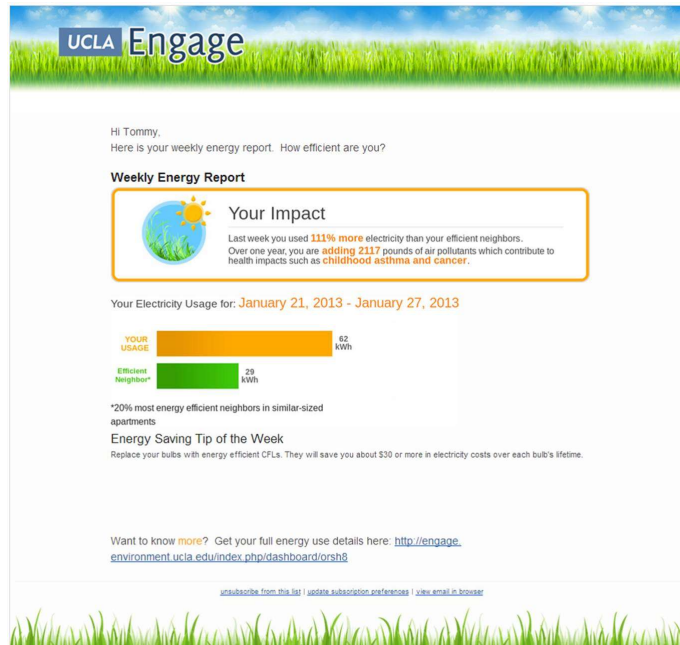 UCLA Engage
Hi Tommy,
Here is your weekly energy report. How efficient are you?
Weekly Energy Report
Your Impact
Last week you used 111% more electricity than your efficient neighbors.
Over one year, you are adding 2117 pounds of air pollutants which contribute to
health impacts such as childhood asthma and cancer.
Your Electricity Usage for: January 21, 2013 - January 27, 2013
YOUR
USAGE
62
kWh
Efficient
Neighbor*
29
kWh
*20% most energy efficient neighbors in similar-sized
apartments
Energy Saving Tip of the Week
Replace your bulbs with energy efficient CFLs. They will save you about $30 or more in electricity costs over each bulb's lifetime.
Want to know more? Get your full energy use details here: http://engage.
environment.ucla.edu/index.php/dashboard/orsh8
unsubscribe from this list | update subscription preferences | view email in browser